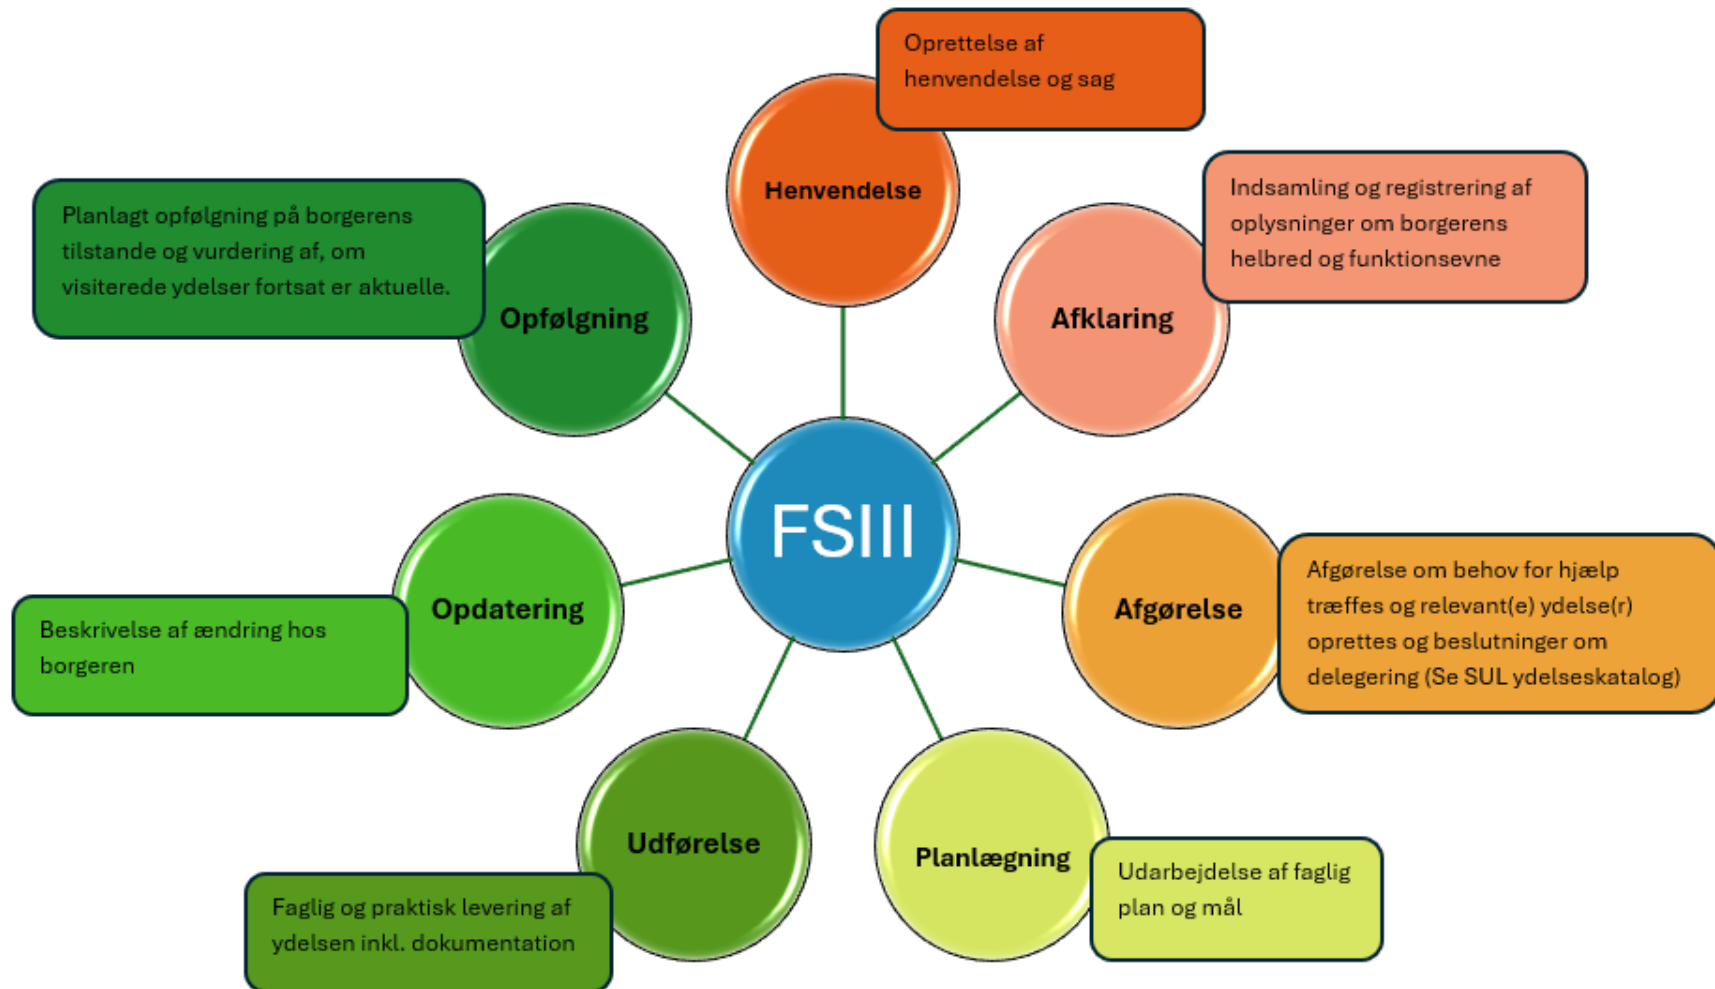 Oprettelse af
henvendelse og sag
Henvendelse
Indsamling og registrering af
oplysninger om borgerens
helbred og funktionsevne
Afklaring
Afgørelse om behov for hjælp
træffes og relevant(e) ydelse(r)
oprettes og beslutninger om
delegering (Se SUL ydelseskatalog)
Afgørelse
Udarbejdelse af faglig
plan og mål
Planlægning
Faglig og praktisk levering af
ydelsen inkl. dokumentation
Udførelse
Beskrivelse af ændring hos
borgeren
Opdatering
Planlagt opfølgning på borgerens
tilstande og vurdering af, om
visiterede ydelser fortsat er aktuelle.
Opfølgning
FSIII